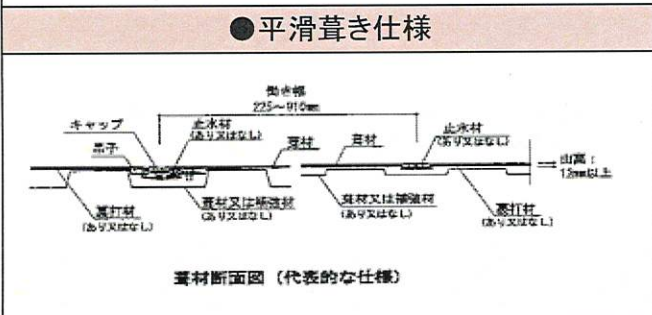 ●平滑葺き仕様
働き幅
225～910mm
キャップ
止水材
(あり又はなし)
吊子
葺材
葺材
止水材
(あり又はなし)
山高：
12mm以上
裏打材
(あり又はなし)
葺材又は補強材
(あり又はなし)
葺材又は補強材
(あり又はなし)
裏打材
(あり又はなし)
葺材断面図（代表的な仕様）